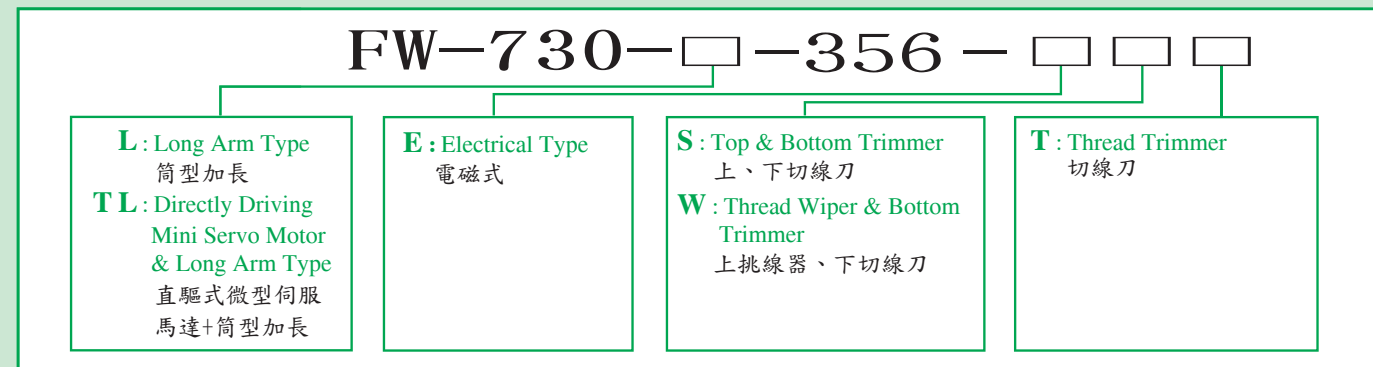 FW-730-□-356-□□□
L : Long Arm Type
筒型加長
T L : Directly Driving
Mini Servo Motor
& Long Arm Type
直驅式微型伺服
馬達+筒型加長
E : Electrical Type
電磁式
S : Top & Bottom Trimmer
上、下切線刀
W : Thread Wiper & Bottom
Trimmer
上挑線器、下切線刀
T : Thread Trimmer
切線刀